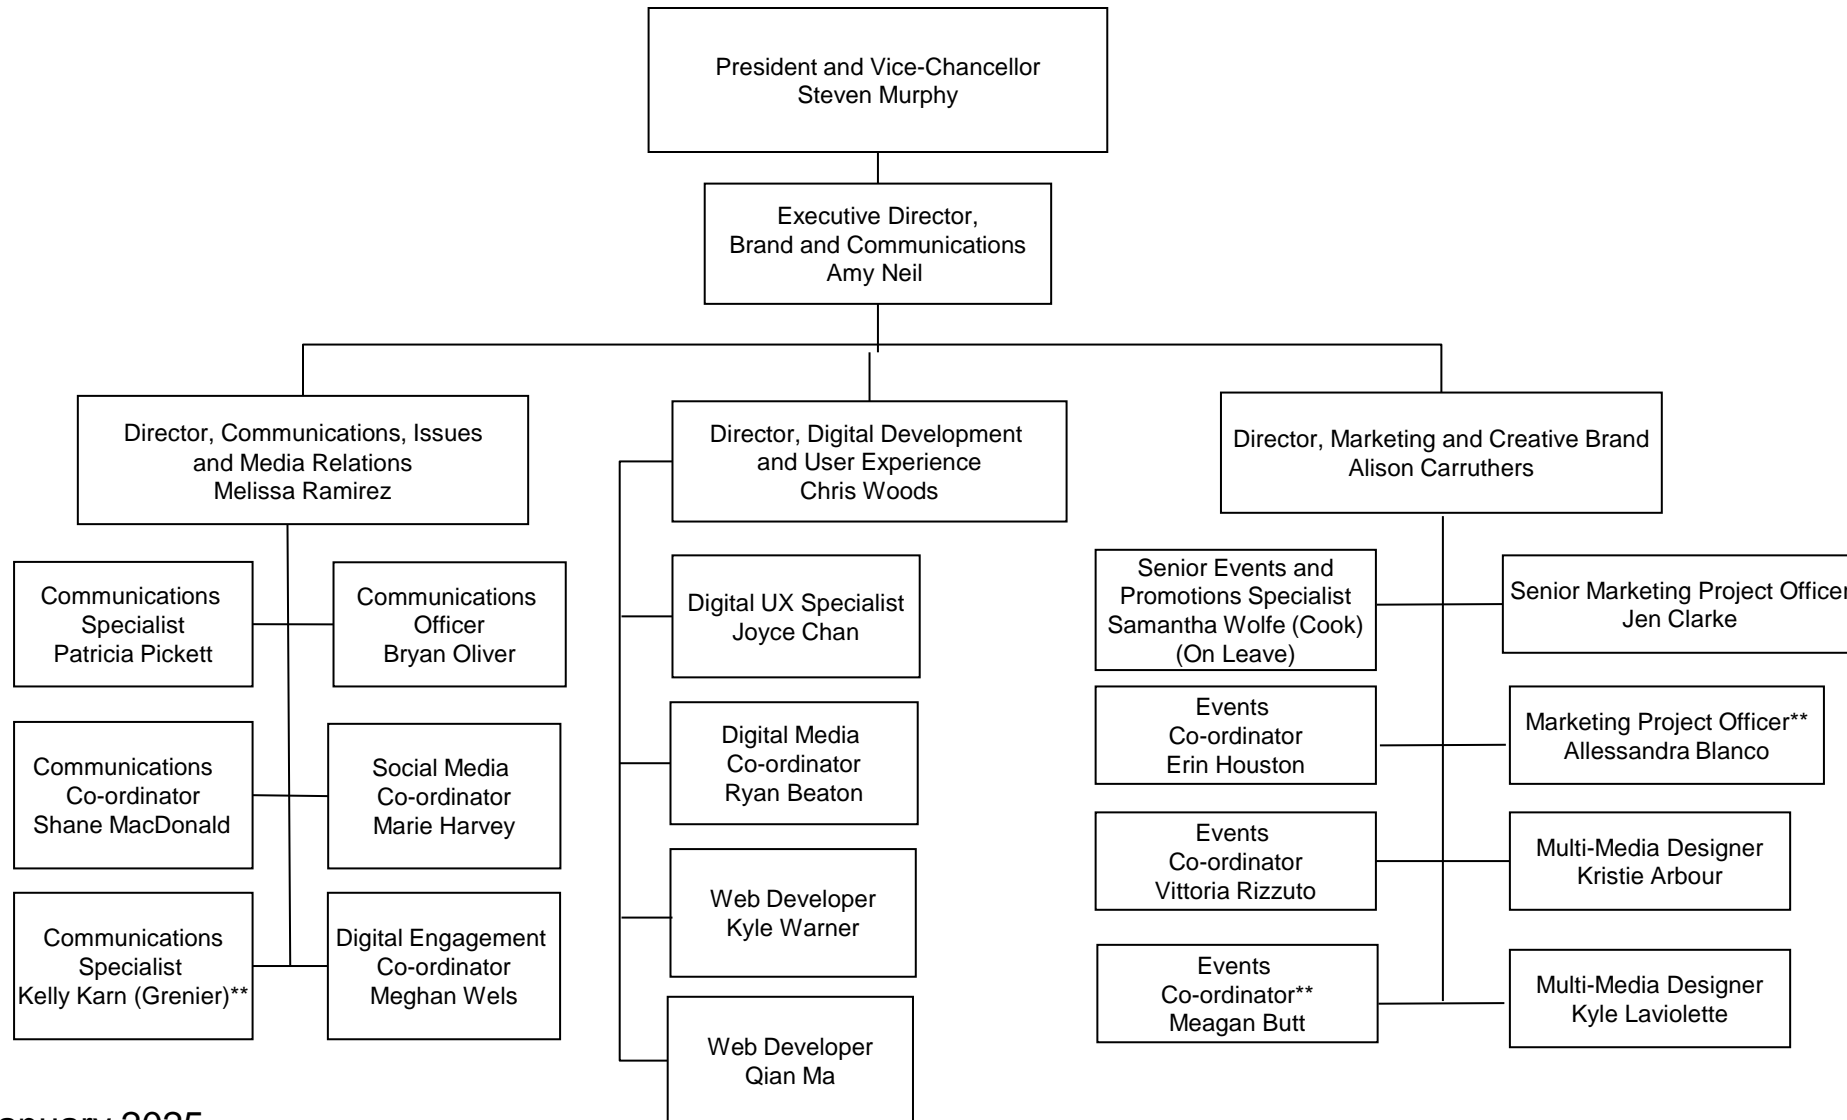 President and Vice-Chancellor
Steven Murphy
Executive Director,
Brand and Communications
Amy Neil
Director, Communications, Issues
and Media Relations
Melissa Ramirez
Director, Digital Development
and User Experience
Chris Woods
Director, Marketing and Creative Brand
Alison Carruthers
Communications
Specialist
Patricia Pickett
Communications
Officer
Bryan Oliver
Communications
Co-ordinator
Shane MacDonald
Social Media
Co-ordinator
Marie Harvey
Communications
Specialist
Kelly Karn (Grenier)**
Digital Engagement
Co-ordinator
Meghan Wels
Digital UX Specialist
Joyce Chan
Digital Media
Co-ordinator
Ryan Beaton
Web Developer
Kyle Warner
Web Developer
Qian Ma
Senior Events and
Promotions Specialist
Samantha Wolfe (Cook)
(On Leave)
Senior Marketing Project Officer
Jen Clarke
Events
Co-ordinator
Erin Houston
Marketing Project Officer**
Allessandra Blanco
Events
Co-ordinator
Vittoria Rizzuto
Multi-Media Designer
Kristie Arbour
Events
Co-ordinator**
Meagan Butt
Multi-Media Designer
Kyle Laviolette
2025